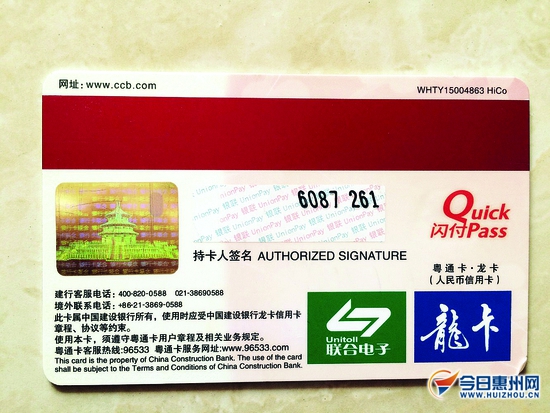 网址：www.ccb.com
WHTY15004863 HiCo
UnionPay 银联
6087 261
持卡人签名 AUTHORIZED SIGNATURE
Quick
闪付Pass
粤通卡·龙卡
(人民币信用卡)
建行客服电话：400-820-0588 021-38690588
境外联系电话：+86-21-3869-0588
此卡属中国建设银行所有，使用时应受中国建设银行龙卡信用卡
章程、协议等约束。
使用本卡，须遵守粤通卡用户章程及相关业务规定。
粤通卡客服热线：96533 粤通卡服务网址：www.96533.com
This card is the property of China Construction Bank. The use of the card
shall be subject to the Terms and Conditions of China Construction Bank.
Unitoll
联合电子
龍卡
今日惠州网
WWW.HUIZHOU.CN